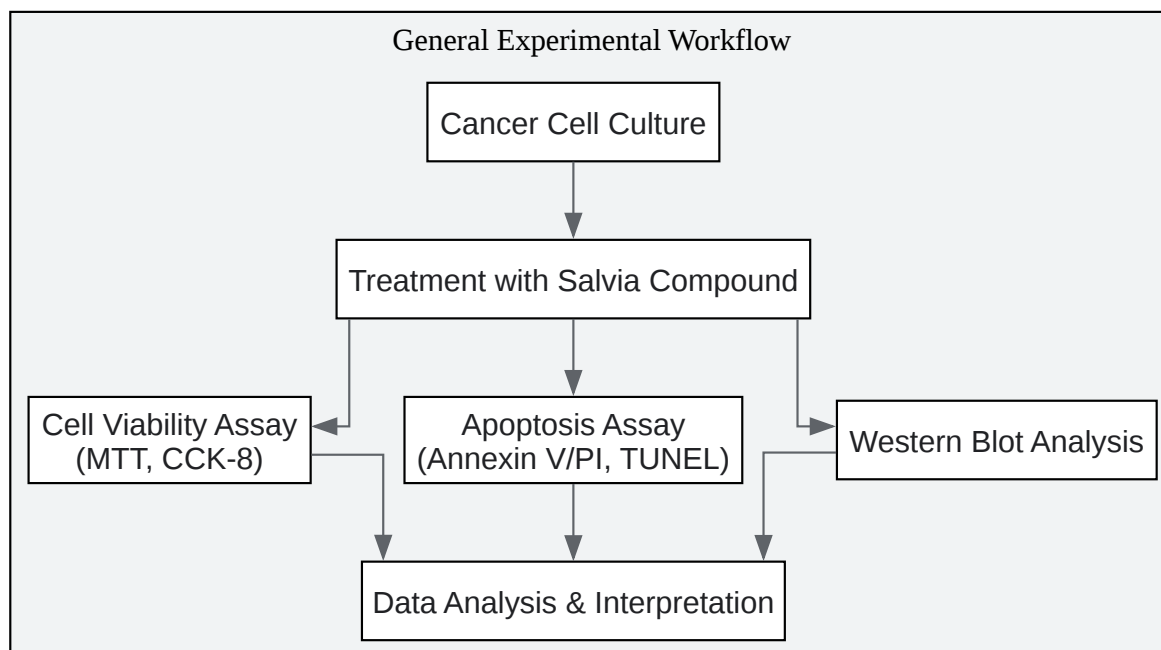 General Experimental Workflow
Cancer Cell Culture
Treatment with Salvia Compound
Cell Viability Assay
(MTT, CCK-8)
Apoptosis Assay
(Annexin V/PI, TUNEL)
Western Blot Analysis
Data Analysis & Interpretation